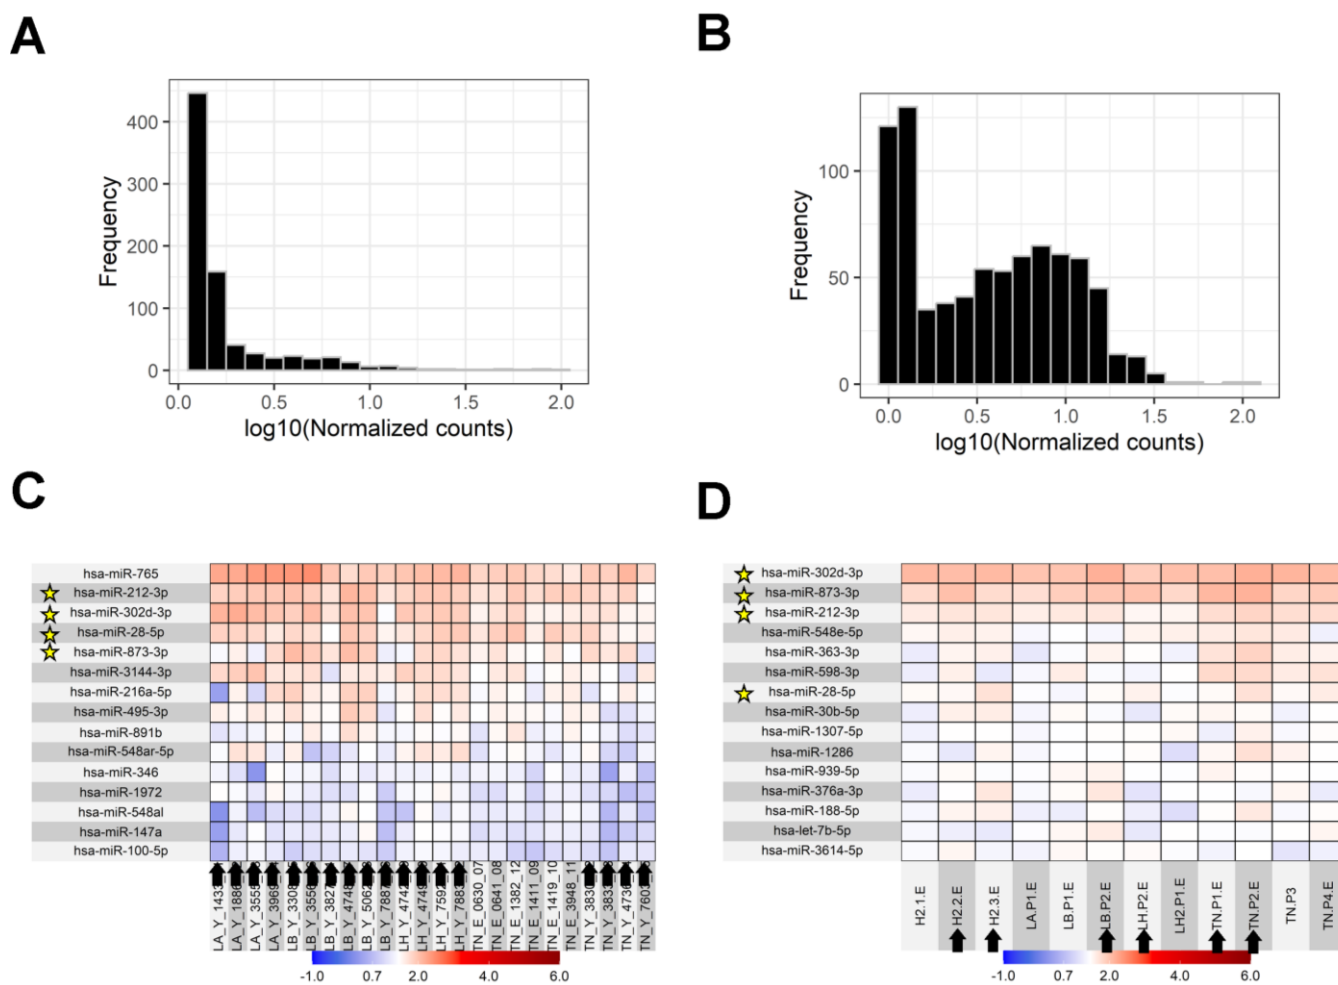 A
B
Frequency
400
300
200
100
0
0.0 0.5 1.0 1.5 2.0
log10(Normalized counts)
Frequency
100
50
0
0.0 0.5 1.0 1.5 2.0
log10(Normalized counts)
C
D
hsa-miR-765
hsa-miR-212-3p
hsa-miR-302d-3p
hsa-miR-28-5p
hsa-miR-873-3p
hsa-miR-3144-3p
hsa-miR-216a-5p
hsa-miR-495-3p
hsa-miR-891b
hsa-miR-548ar-5p
hsa-miR-346
hsa-miR-1972
hsa-miR-548al
hsa-miR-147a
hsa-miR-100-5p
TN_E_0630_07
TN_E_0641_08
TN_E_1382_12
TN_E_1411_09
TN_E_1419_10
TN_E_3948_11
-1.0 0.7 2.0 4.0 6.0
hsa-miR-302d-3p
hsa-miR-873-3p
hsa-miR-212-3p
hsa-miR-548e-5p
hsa-miR-363-3p
hsa-miR-598-3p
hsa-miR-28-5p
hsa-miR-30b-5p
hsa-miR-1307-5p
hsa-miR-1286
hsa-miR-939-5p
hsa-miR-376a-3p
hsa-miR-188-5p
hsa-let-7b-5p
hsa-miR-3614-5p
H2.1.E
H2.2.E
H2.3.E
LA.P1.E
LB.P1.E
LB.P2.E
LH.P2.E
LH2.P1.E
TN.P1.E
TN.P2.E
TN.P3
TN.P4.E
-1.0 0.7 2.0 4.0 6.0